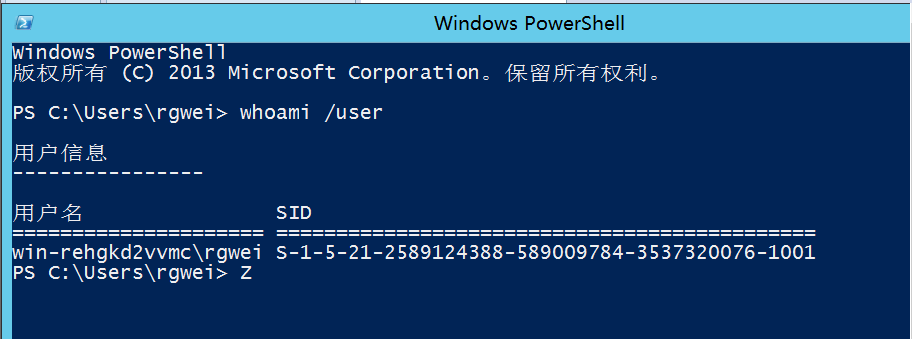 Windows PowerShell
Windows PowerShell
版权所有 (C) 2013 Microsoft Corporation。保留所有权利。
PS C:\Users\rgwei> whoami /user
用户信息
----------------
用户名 SID
===================== =============================================
win-rehgkd2vvmc\rgwei S-1-5-21-2589124388-589009784-3537320076-1001
PS C:\Users\rgwei> Z